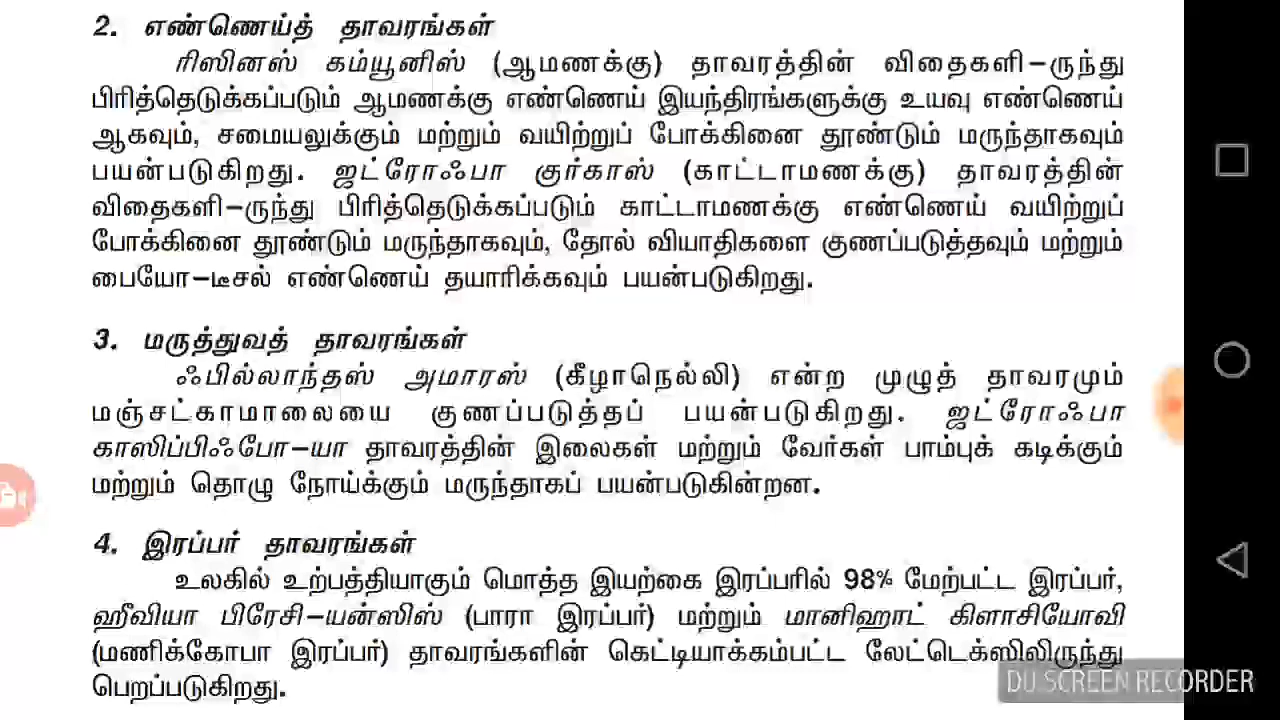 2. எண்ணெய்த் தாவரங்கள்
ரிஸினஸ் கம்யூனிஸ் (ஆமணக்கு) தாவரத்தின் விதைகளி–ருந்து
பிரித்தெடுக்கப்படும் ஆமணக்கு எண்ணெய் இயந்திரங்களுக்கு உயவு எண்ணெய்
ஆகவும், சமையலுக்கும் மற்றும் வயிற்றுப் போக்கினை தூண்டும் மருந்தாகவும்
பயன்படுகிறது. ஜட்ரோஃபா குர்காஸ் (காட்டாமணக்கு) தாவரத்தின்
விதைகளி–ருந்து பிரித்தெடுக்கப்படும் காட்டாமணக்கு எண்ணெய் வயிற்றுப்
போக்கினை தூண்டும் மருந்தாகவும், தோல் வியாதிகளை குணப்படுத்தவும் மற்றும்
பையோ–டீசல் எண்ணெய் தயாரிக்கவும் பயன்படுகிறது.
3. மருத்துவத் தாவரங்கள்
ஃபில்லாந்தஸ் அமாரஸ் (கீழாநெல்லி) என்ற முழுத் தாவரமும்
மஞ்சட்காமாலையை குணப்படுத்தப் பயன்படுகிறது. ஜட்ரோஃபா
காஸிப்பிஃபோ–யா தாவரத்தின் இலைகள் மற்றும் வேர்கள் பாம்புக் கடிக்கும்
மற்றும் தொழு நோய்க்கும் மருந்தாகப் பயன்படுகின்றன.
4. இரப்பர் தாவரங்கள்
உலகில் உற்பத்தியாகும் மொத்த இயற்கை இரப்பரில் 98% மேற்பட்ட இரப்பர்,
ஹீவியா பிரேசி–யன்ஸிஸ் (பாரா இரப்பர்) மற்றும் மானிஹாட் கிளாசியோவி
(மணிக்கோபா இரப்பர்) தாவரங்களின் கெட்டியாக்கம்பட்ட லேட்டெக்ஸிலிருந்து
பெறப்படுகிறது.
DU SCREEN RECORDER